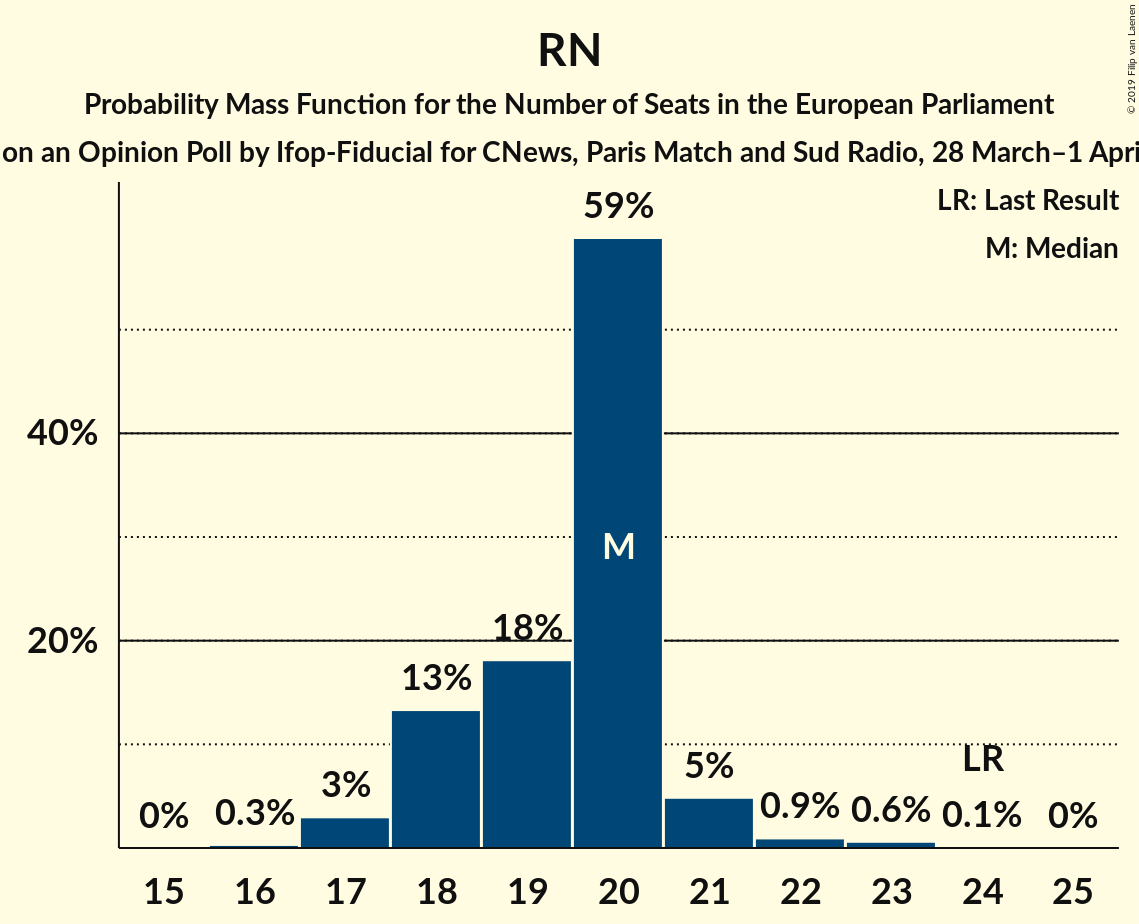 RN
Probability Mass Function for the Number of Seats in the European Parliament
on an Opinion Poll by Ifop-Fiducial for CNews, Paris Match and Sud Radio, 28 March–1 Apri
© 2019 Filip van Laenen
LR: Last Result
M: Median
59%
40%
M
20%
18%
13%
3%
5%
LR
0%
0.3%
0.9%
0.6%
0.1%
0%
15 16 17 18 19 20 21 22 23 24 25